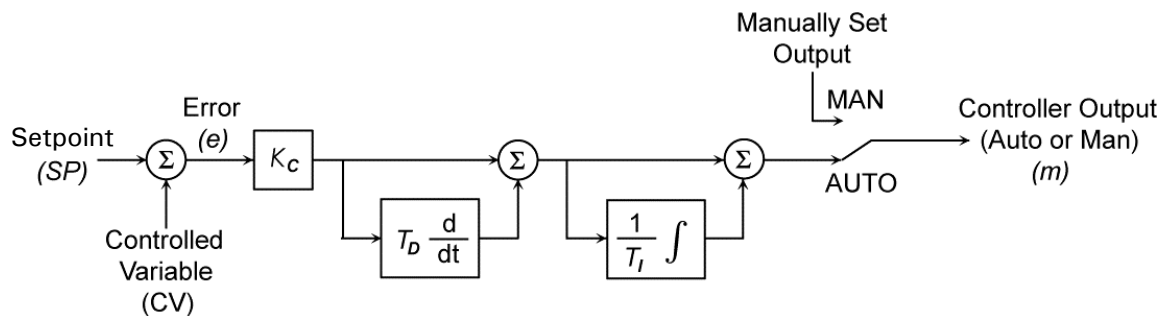 Manually Set
Output
MAN
Controller Output
(Auto or Man)
(m)
AUTO
Error
(e)
Setpoint
(SP)
Σ
K_C
Σ
Σ
T_D d/dt
1/T_I ∫
Controlled
Variable
(CV)